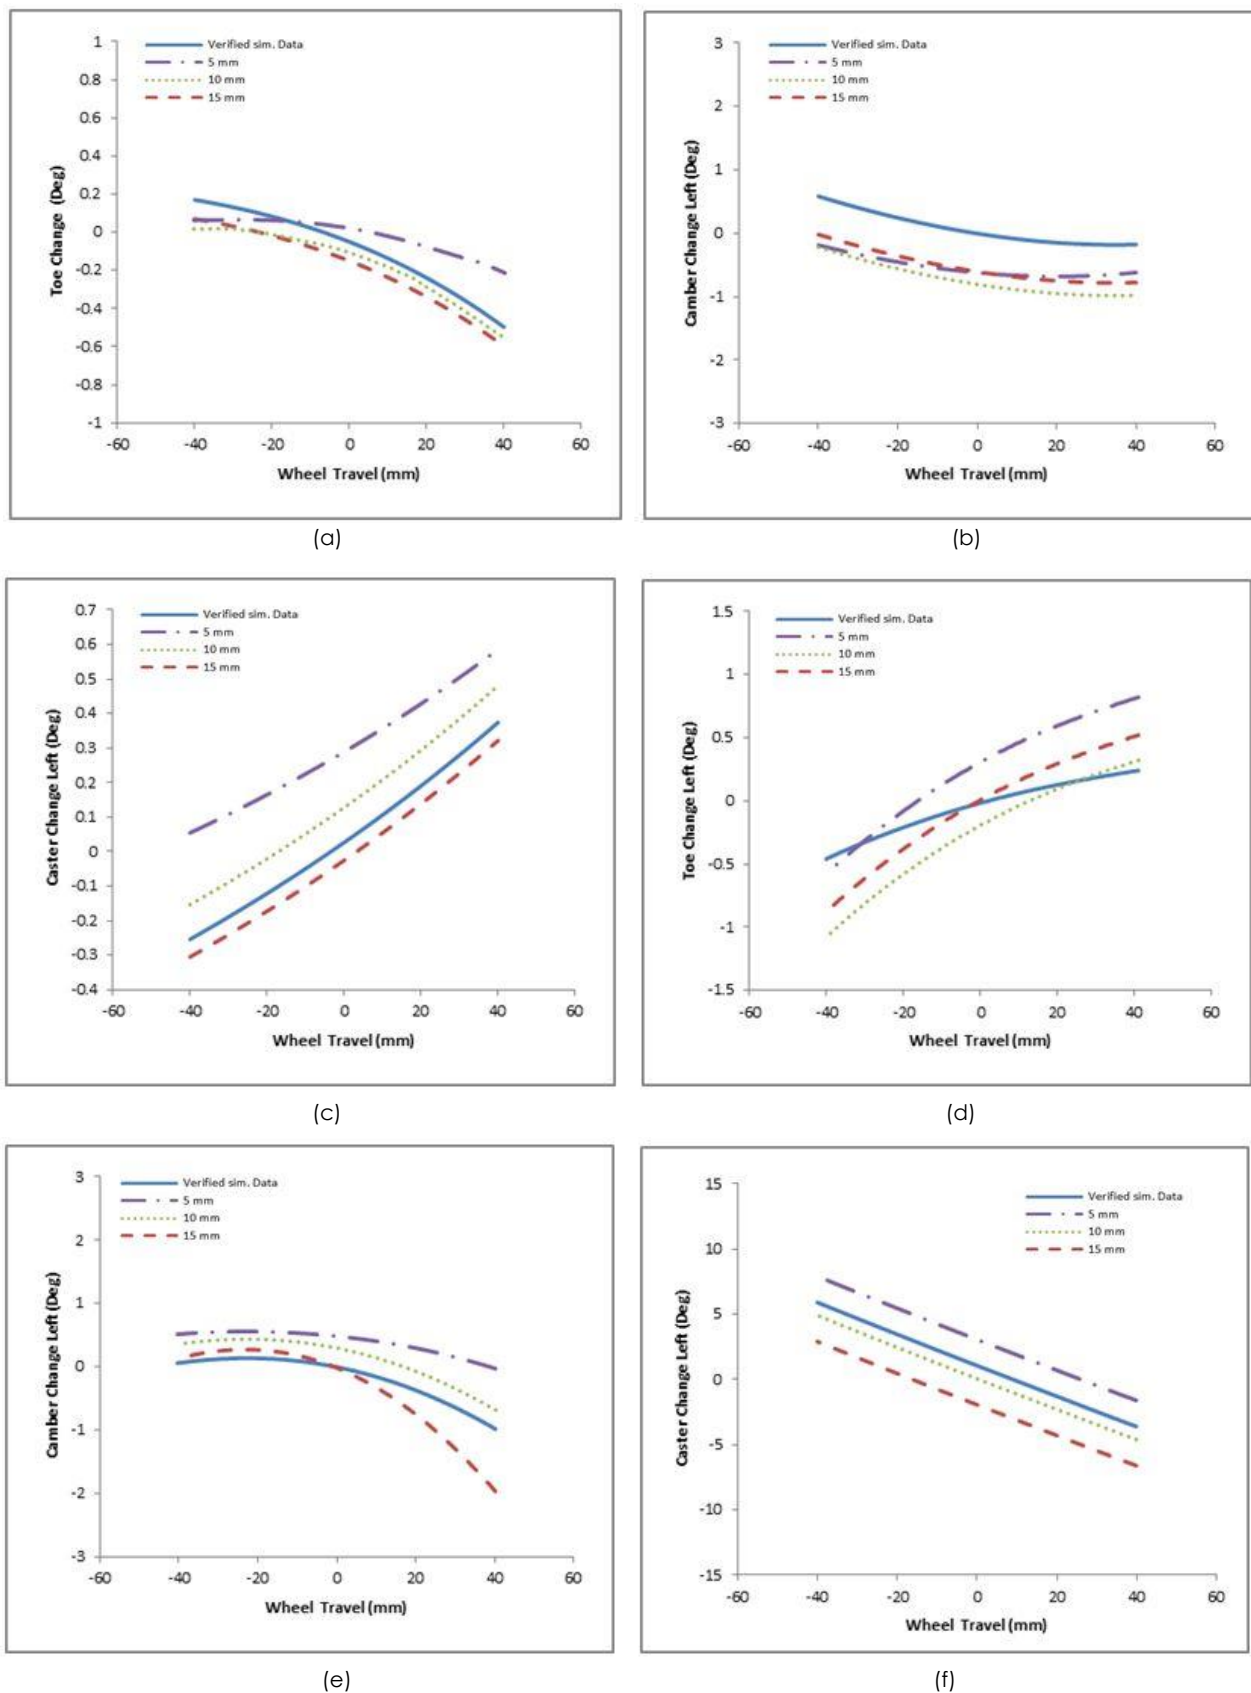 1
0.8
0.6
0.4
0.2
0
-0.2
-0.4
-0.6
-0.8
-1
Toe Change (Deg)
Verified sim. Data
5 mm
10 mm
15 mm
-60 -40 -20 0 20 40 60
Wheel Travel (mm)
(a)
3
2
1
0
-1
-2
-3
Camber Change Left (Deg)
Verified sim. Data
5 mm
10 mm
15 mm
-60 -40 -20 0 20 40 60
Wheel Travel (mm)
(b)
0.7
0.6
0.5
0.4
0.3
0.2
0.1
0
-0.1
-0.2
-0.3
-0.4
Caster Change Left (Deg)
Verified sim. Data
5 mm
10 mm
15 mm
-60 -40 -20 0 20 40 60
Wheel Travel (mm)
(c)
1.5
1
0.5
0
-0.5
-1
-1.5
Toe Change Left (Deg)
Verified sim. Data
5 mm
10 mm
15 mm
-60 -40 -20 0 20 40 60
Wheel Travel (mm)
(d)
3
2
1
0
-1
-2
-3
Camber Change Left (Deg)
Verified sim. Data
5 mm
10 mm
15 mm
-60 -40 -20 0 20 40 60
Wheel Travel (mm)
(e)
15
10
5
0
-5
-10
-15
Caster Change Left (Deg)
Verified sim. Data
5 mm
10 mm
15 mm
-60 -40 -20 0 20 40 60
Wheel Travel (mm)
(f)